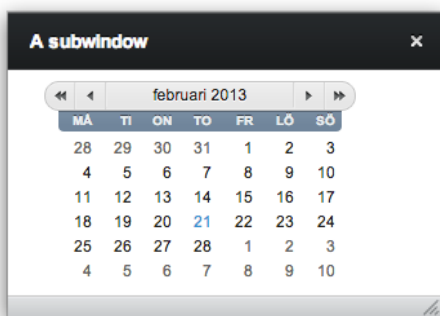 A subwindow
februari 2013
MÅ TI ON TO FR LÖ SÖ
28 29 30 31 1 2 3
4 5 6 7 8 9 10
11 12 13 14 15 16 17
18 19 20 21 22 23 24
25 26 27 28 1 2 3
4 5 6 7 8 9 10